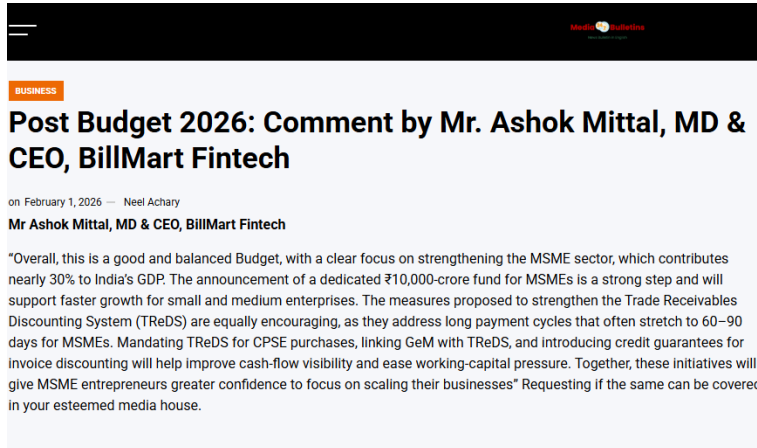 Media Bulletins
BUSINESS
Post Budget 2026: Comment by Mr. Ashok Mittal, MD &
CEO, BillMart Fintech
on February 1, 2026 — Neel Achary
Mr Ashok Mittal, MD & CEO, BillMart Fintech
“Overall, this is a good and balanced Budget, with a clear focus on strengthening the MSME sector, which contributes
nearly 30% to India’s GDP. The announcement of a dedicated ₹10,000-crore fund for MSMEs is a strong step and will
support faster growth for small and medium enterprises. The measures proposed to strengthen the Trade Receivables
Discounting System (TReDS) are equally encouraging, as they address long payment cycles that often stretch to 60–90
days for MSMEs. Mandating TReDS for CPSE purchases, linking GeM with TReDS, and introducing credit guarantees for
invoice discounting will help improve cash-flow visibility and ease working-capital pressure. Together, these initiatives will
give MSME entrepreneurs greater confidence to focus on scaling their businesses” Requesting if the same can be covered
in your esteemed media house.